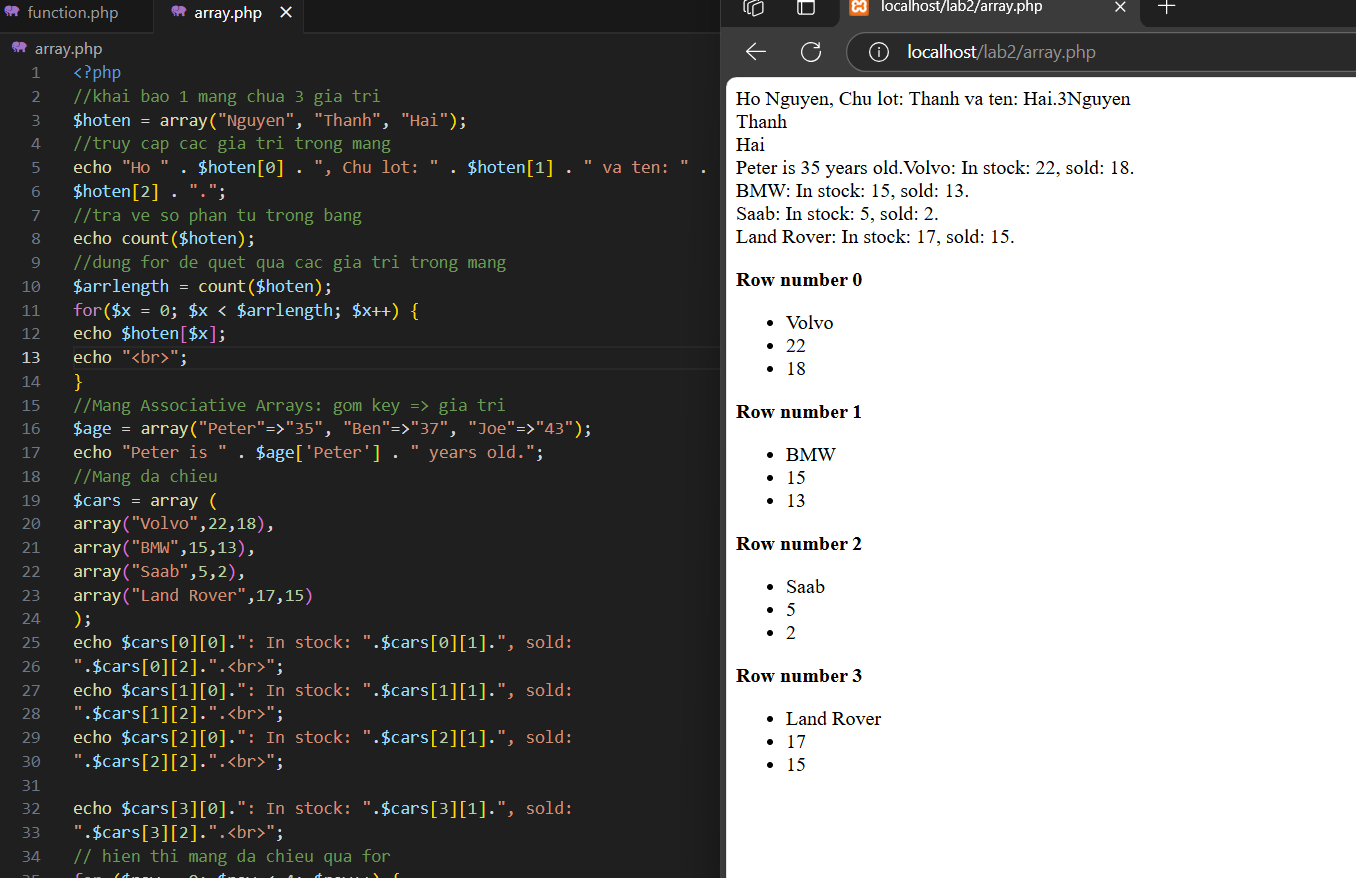 function.php
array.php
array.php
1 <?php
2 //khai bao 1 mang chua 3 gia tri
3 $hoten = array("Nguyen", "Thanh", "Hai");
4 //truy cap cac gia tri trong mang
5 echo "Ho " . $hoten[0] . ", Chu lot: " . $hoten[1] . " va ten: " .
6 $hoten[2] . ".";
7 //tra ve so phan tu trong bang
8 echo count($hoten);
9 //dung for de quet qua cac gia tri trong mang
10 $arrlength = count($hoten);
11 for($x = 0; $x < $arrlength; $x++) {
12 echo $hoten[$x];
13 echo "<br>";
14 }
15 //Mang Associative Arrays: gom key => gia tri
16 $age = array("Peter"=>"35", "Ben"=>"37", "Joe"=>"43");
17 echo "Peter is " . $age['Peter'] . " years old.";
18 //Mang da chieu
19 $cars = array (
20 array("Volvo",22,18),
21 array("BMW",15,13),
22 array("Saab",5,2),
23 array("Land Rover",17,15)
24 );
25 echo $cars[0][0].": In stock: ".$cars[0][1].", sold:
26 ".$cars[0][2].".<br>";
27 echo $cars[1][0].": In stock: ".$cars[1][1].", sold:
28 ".$cars[1][2].".<br>";
29 echo $cars[2][0].": In stock: ".$cars[2][1].", sold:
30 ".$cars[2][2].".<br>";
31
32 echo $cars[3][0].": In stock: ".$cars[3][1].", sold:
33 ".$cars[3][2].".<br>";
34 // hien thi mang da chieu qua for
localhost/lab2/array.php
localhost/lab2/array.php
Ho Nguyen, Chu lot: Thanh va ten: Hai.3Nguyen
Thanh
Hai
Peter is 35 years old.Volvo: In stock: 22, sold: 18.
BMW: In stock: 15, sold: 13.
Saab: In stock: 5, sold: 2.
Land Rover: In stock: 17, sold: 15.
Row number 0
Volvo
22
18
Row number 1
BMW
15
13
Row number 2
Saab
5
2
Row number 3
Land Rover
17
15